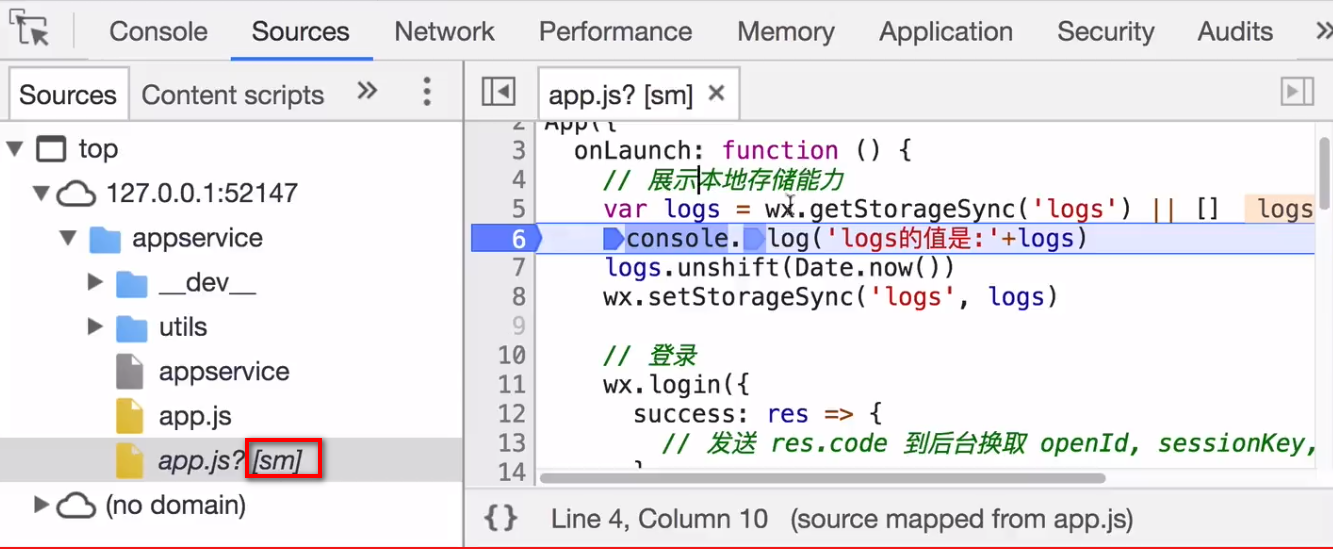 Console Sources Network Performance Memory Application Security Audits »
Sources Content scripts » app.js? [sm] ×
top
127.0.0.1:52147
appservice
__dev__
utils
appservice
app.js
app.js? [sm]
(no domain)
2 App({
3 onLaunch: function () {
4 // 展示本地存储能力
5 var logs = wx.getStorageSync('logs') || [] logs
6 console.log('logs的值是:'+logs)
7 logs.unshift(Date.now())
8 wx.setStorageSync('logs', logs)
9
10 // 登录
11 wx.login({
12 success: res => {
13 // 发送 res.code 到后台换取 openId, sessionKey,
14 }
{} Line 4, Column 10 (source mapped from app.js)